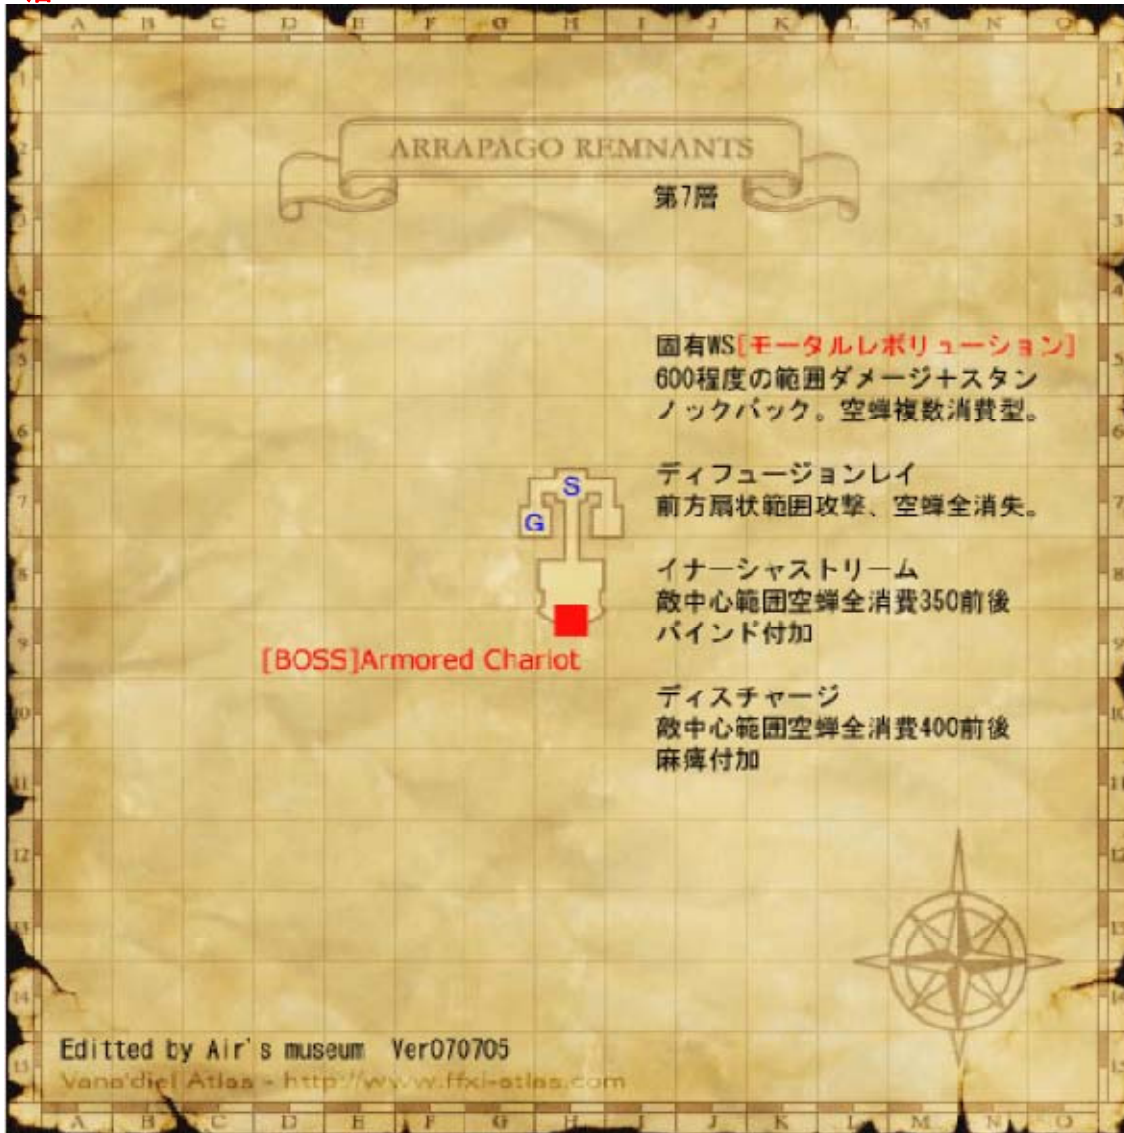 層
A B C D E F G H I J K L M N O
ARRAPAGO REMNANTS
第7層
固有WS[モータルレボリューション]
600程度の範囲ダメージ+スタン
ノックバック。空蝉複数消費型。
S
ディフュージョンレイ
前方扇状範囲攻撃、空蝉全消失。
G
イナーシャストリーム
敵中心範囲空蝉全消費350前後
バインド付加
[BOSS]Armored Chariot
ディスチャージ
敵中心範囲空蝉全消費400前後
麻痺付加
Editted by Air's museum Ver070705
Vana'diel Atlas - http://www.ffxi-atlas.com
A B C D E F G H I J K L M N O